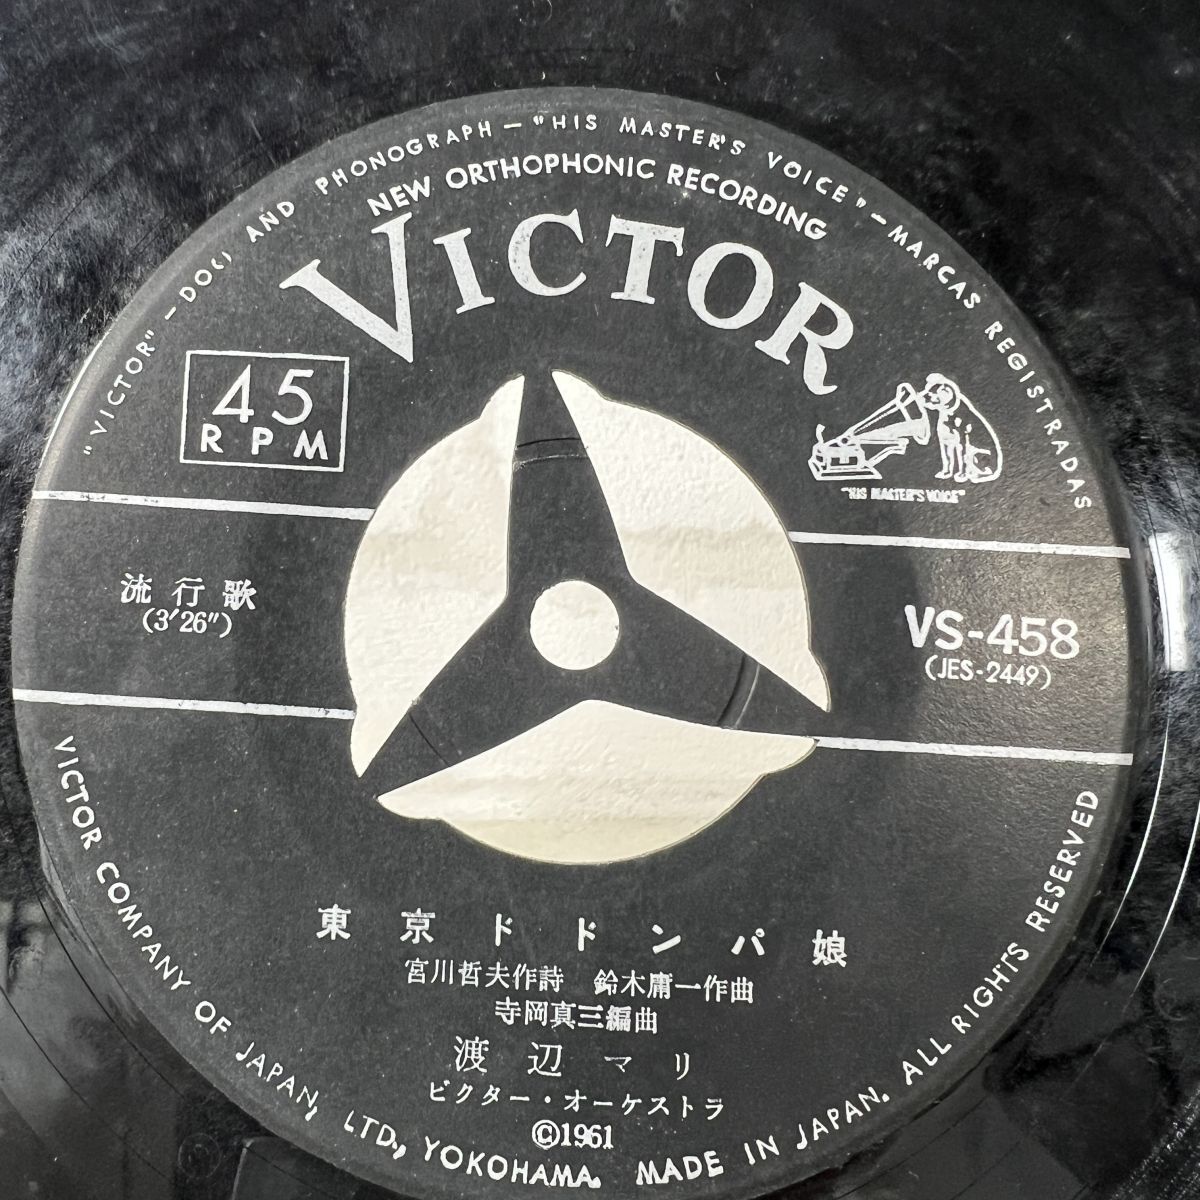 "VICTOR" - DOG AND PHONOGRAPH - "HIS MASTER'S VOICE" - MARCAS REGISTRADAS
NEW ORTHOPHONIC RECORDING
VICTOR
45
RPM
"HIS MASTER'S VOICE"
流行歌
(3′26″)
VS-458
(JES-2449)
東京ドドンパ娘
宮川哲夫作詩 鈴木庸一作曲
寺岡真三編曲
渡辺マリ
ビクター・オーケストラ
©1961
VICTOR COMPANY OF JAPAN, LTD., YOKOHAMA. MADE IN JAPAN. ALL RIGHTS RESERVED